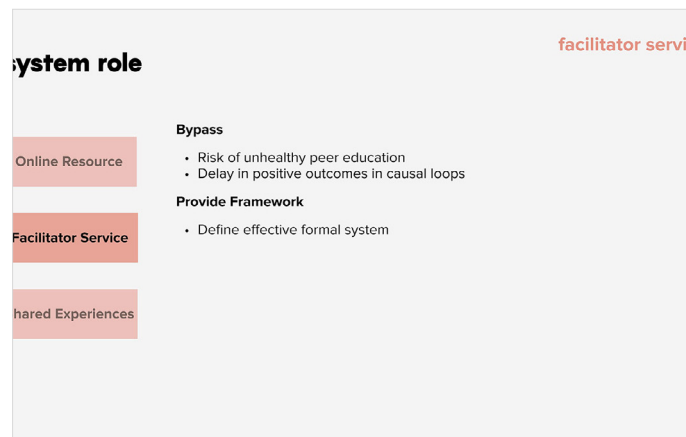 facilitator servi
system role
Bypass
• Risk of unhealthy peer education
• Delay in positive outcomes in causal loops
Provide Framework
• Define effective formal system
Online Resource
Facilitator Service
hared Experiences